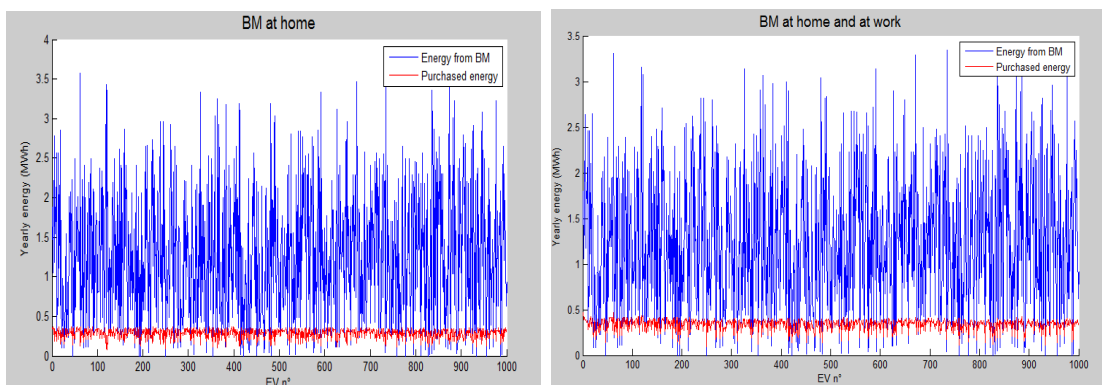 BM at home
4
3.5
3
2.5
2
1.5
1
0.5
0
Yearly energy (MWh)
Energy from BM
Purchased energy
0 100 200 300 400 500 600 700 800 900 1000
EV n°
BM at home and at work
3.5
3
2.5
2
1.5
1
0.5
0
Yearly energy (MWh)
Energy from BM
Purchased energy
100 200 300 400 500 600 700 800 900 1000
EV n°